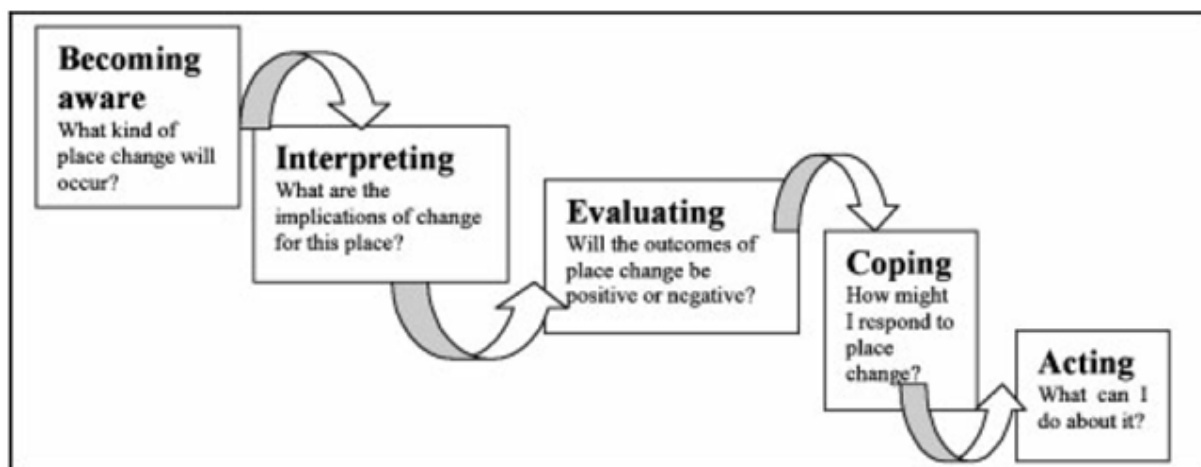 Becoming
aware
What kind of
place change will
occur?
Interpreting
What are the
implications of change
for this place?
Evaluating
Will the outcomes of
place change be
positive or negative?
Coping
How might
I respond to
place
change?
Acting
What can I
do about it?